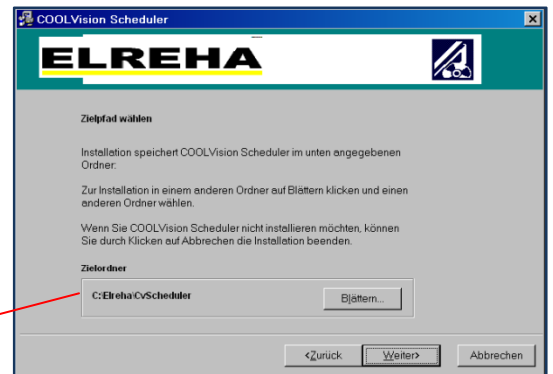 COOLVision Scheduler
ELREHA
Zielpfad wählen
Installation speichert COOLVision Scheduler im unten angegebenen
Ordner:
Zur Installation in einem anderen Ordner auf Blättern klicken und einen
anderen Ordner wählen.
Wenn Sie COOLVision Scheduler nicht installieren möchten, können
Sie durch Klicken auf Abbrechen die Installation beenden.
Zielordner
C:\Elreha\CvScheduler
Blättern...
<Zurück
Weiter>
Abbrechen